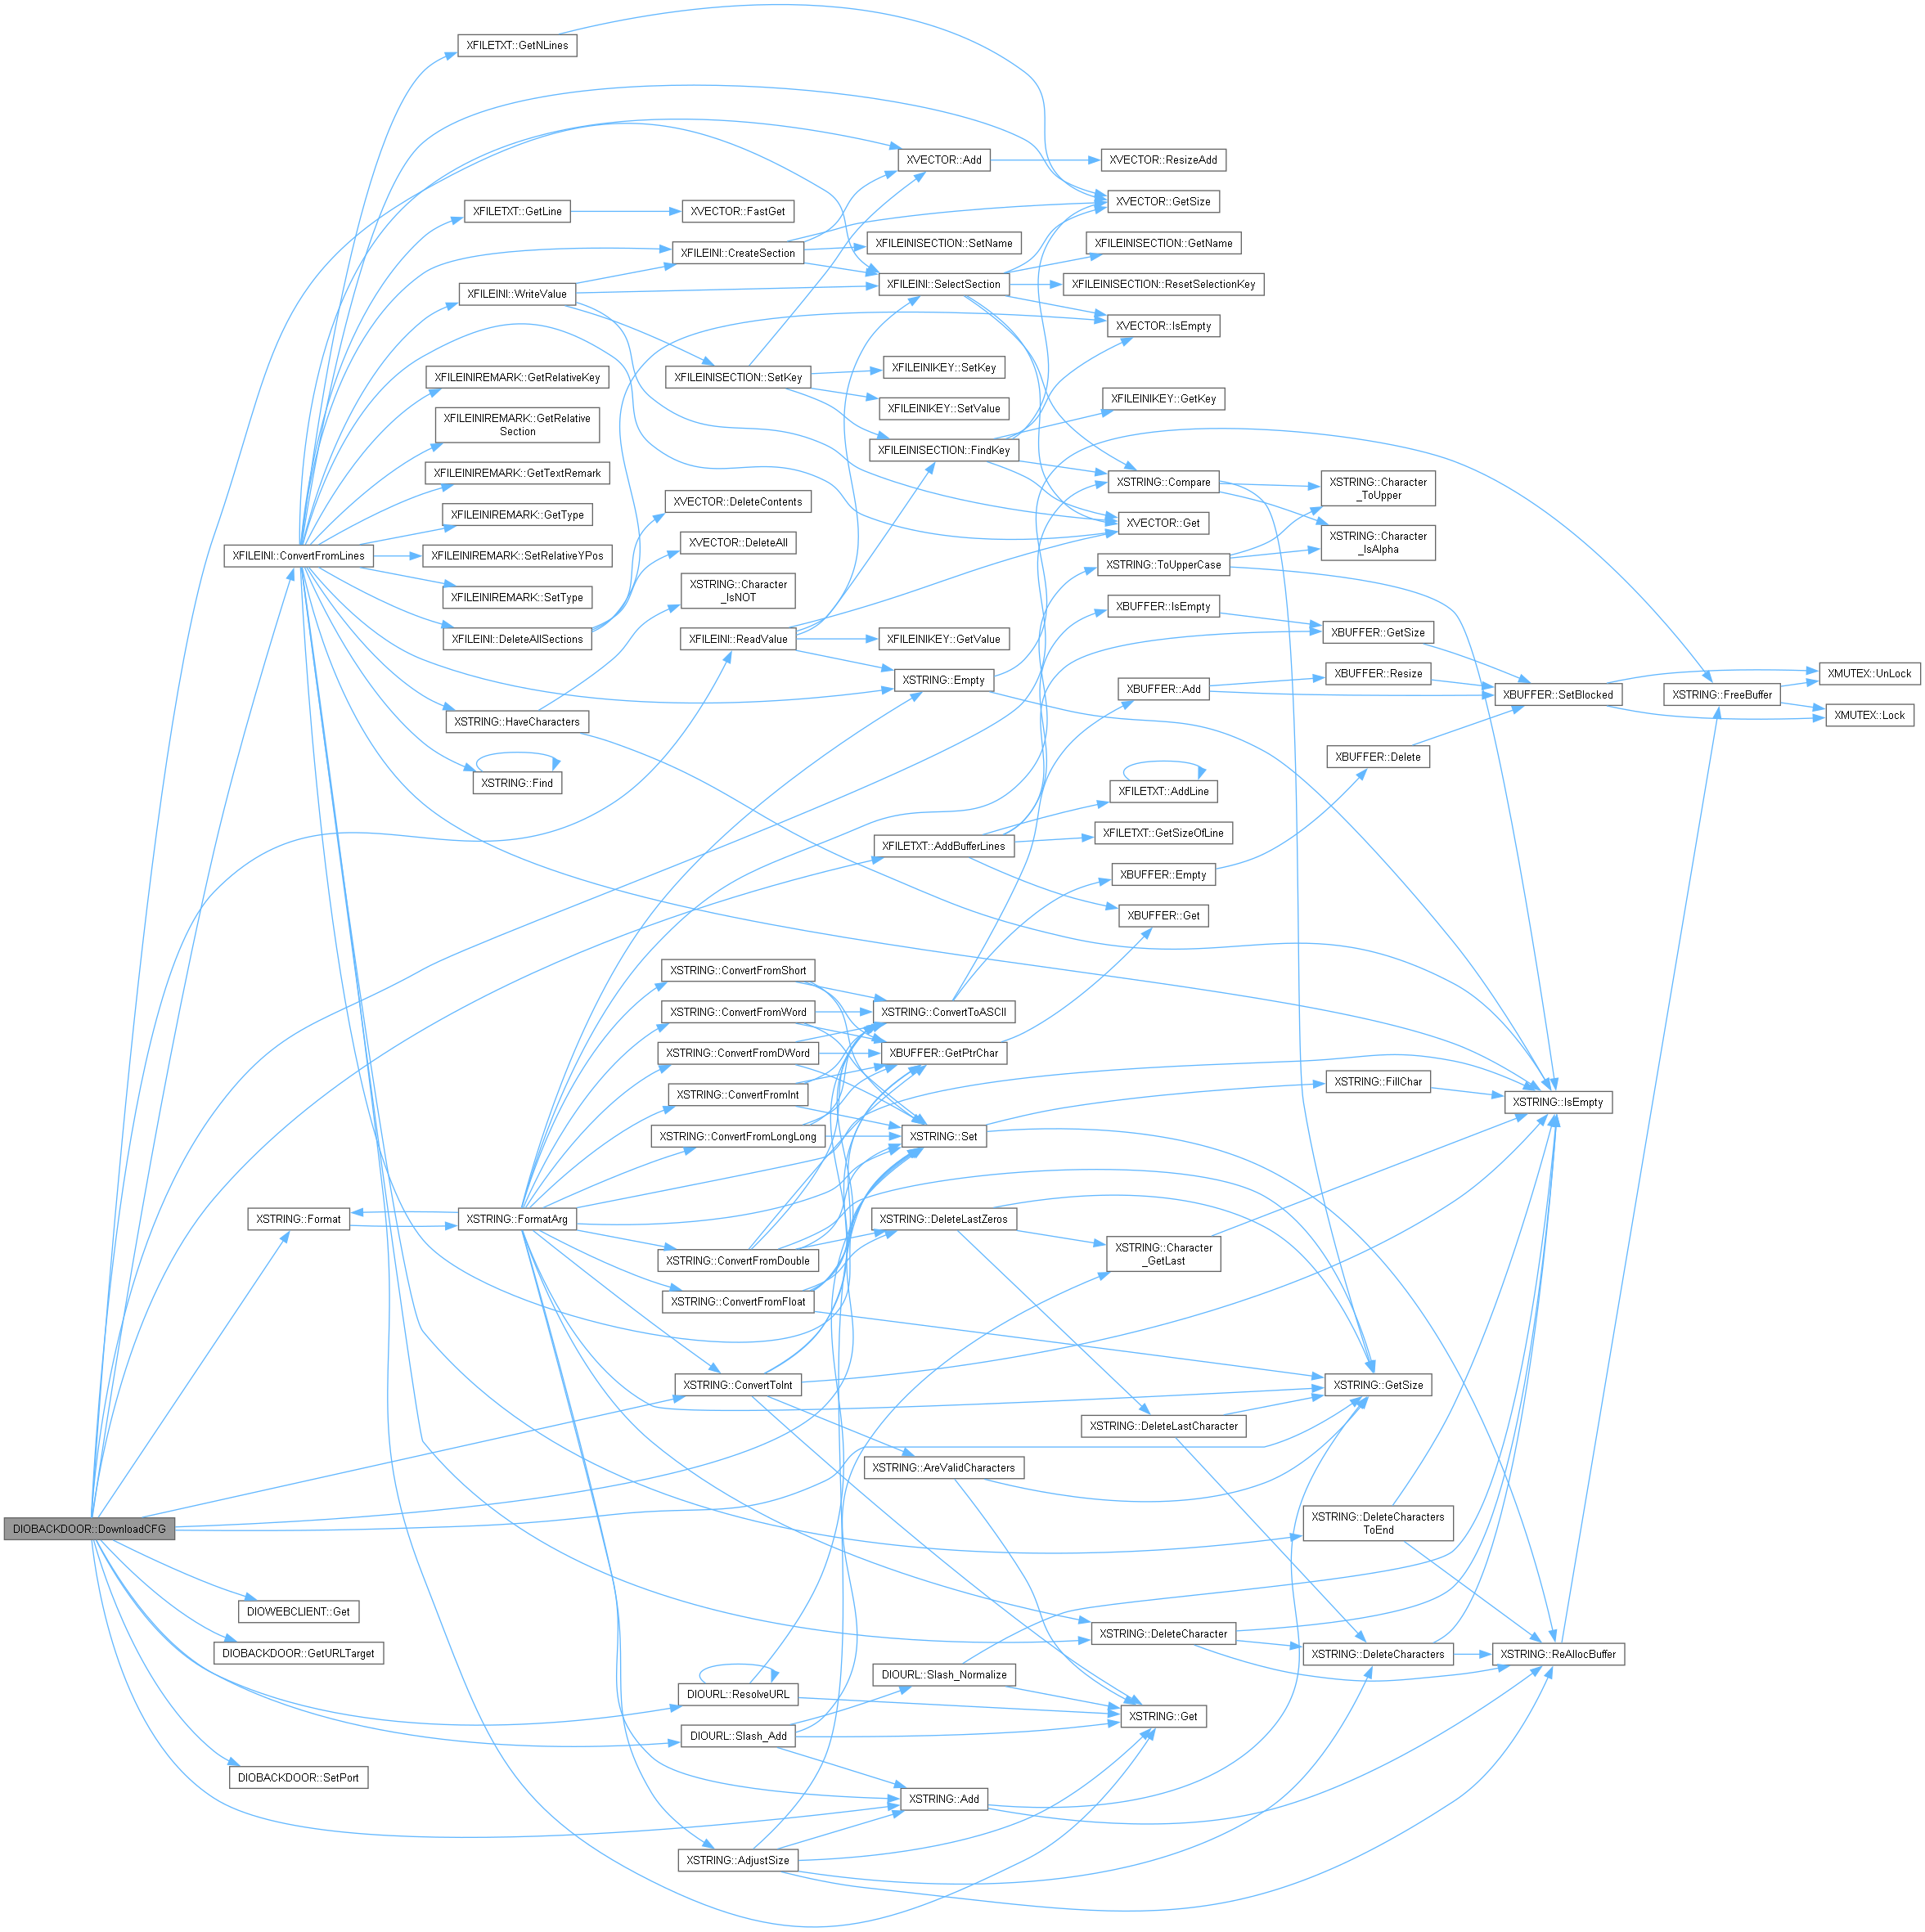 XFILETXT::GetNLines
XVECTOR::Add
XVECTOR::ResizeAdd
XFILETXT::GetLine
XVECTOR::FastGet
XVECTOR::GetSize
XFILEINI::CreateSection
XFILEINISECTION::SetName
XFILEINISECTION::GetName
XFILEINI::WriteValue
XFILEINI::SelectSection
XFILEINISECTION::ResetSelectionKey
XVECTOR::IsEmpty
XFILEINIREMARK::GetRelativeKey
XFILEINISECTION::SetKey
XFILEINIKEY::SetKey
XFILEINIKEY::SetValue
XFILEINIKEY::GetKey
XFILEINIREMARK::GetRelative
Section
XFILEINISECTION::FindKey
XFILEINIREMARK::GetTextRemark
XVECTOR::DeleteContents
XSTRING::Compare
XSTRING::Character
_ToUpper
XFILEINIREMARK::GetType
XVECTOR::Get
XFILEINI::ConvertFromLines
XFILEINIREMARK::SetRelativeYPos
XVECTOR::DeleteAll
XSTRING::Character
_IsAlpha
XSTRING::ToUpperCase
XFILEINIREMARK::SetType
XSTRING::Character
_IsNOT
XBUFFER::IsEmpty
XFILEINI::DeleteAllSections
XFILEINI::ReadValue
XFILEINIKEY::GetValue
XBUFFER::GetSize
XSTRING::Empty
XBUFFER::Add
XBUFFER::Resize
XBUFFER::SetBlocked
XSTRING::FreeBuffer
XMUTEX::UnLock
XMUTEX::Lock
XSTRING::HaveCharacters
XBUFFER::Delete
XSTRING::Find
XFILETXT::AddLine
XFILETXT::AddBufferLines
XFILETXT::GetSizeOfLine
XBUFFER::Empty
XBUFFER::Get
XSTRING::ConvertFromShort
XSTRING::ConvertFromWord
XSTRING::ConvertToASCII
XSTRING::ConvertFromDWord
XBUFFER::GetPtrChar
XSTRING::ConvertFromInt
XSTRING::FillChar
XSTRING::IsEmpty
XSTRING::ConvertFromLongLong
XSTRING::Set
XSTRING::Format
XSTRING::FormatArg
XSTRING::DeleteLastZeros
XSTRING::ConvertFromDouble
XSTRING::Character
_GetLast
XSTRING::ConvertFromFloat
XSTRING::ConvertToInt
XSTRING::GetSize
XSTRING::DeleteLastCharacter
XSTRING::AreValidCharacters
DIOBACKDOOR::DownloadCFG
XSTRING::DeleteCharacters
ToEnd
DIOWEBCLIENT::Get
XSTRING::DeleteCharacter
DIOBACKDOOR::GetURLTarget
XSTRING::DeleteCharacters
XSTRING::ReAllocBuffer
DIOURL::Slash_Normalize
DIOURL::ResolveURL
XSTRING::Get
DIOURL::Slash_Add
DIOBACKDOOR::SetPort
XSTRING::Add
XSTRING::AdjustSize